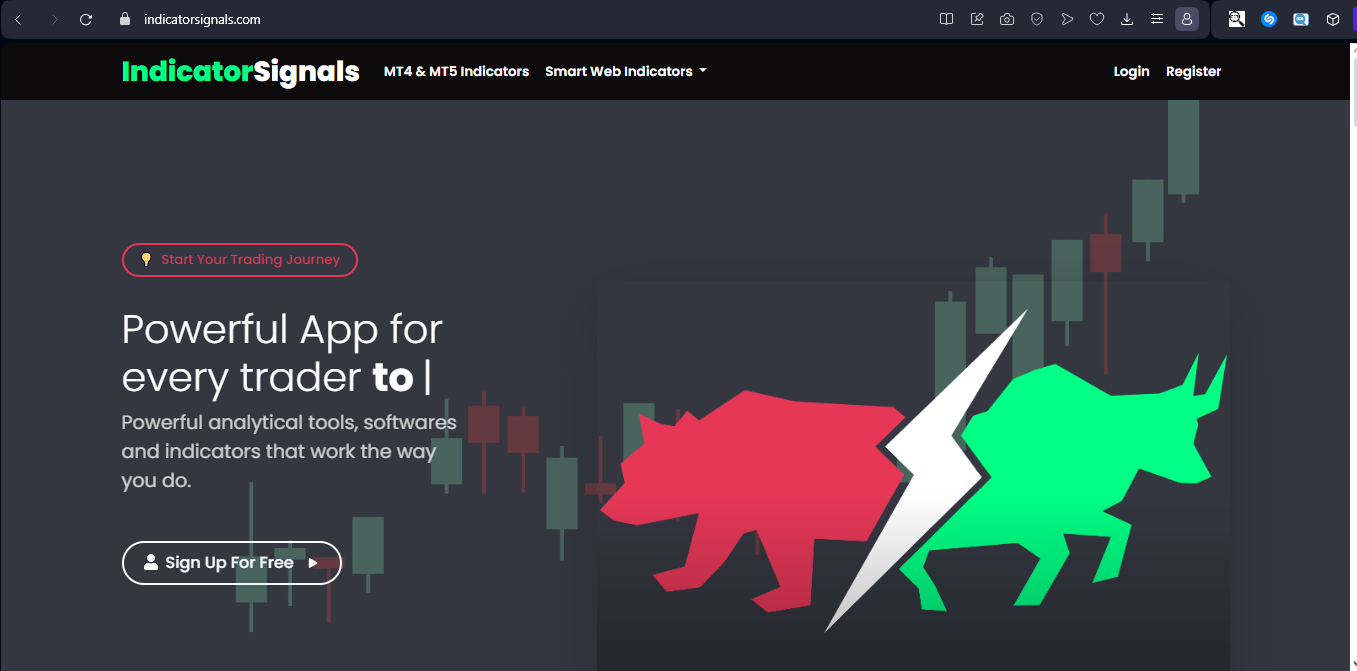 indicatorsignals.com
IndicatorSignals
MT4 & MT5 Indicators
Smart Web Indicators
Login
Register
Start Your Trading Journey
Powerful App for
every trader to |
Powerful analytical tools, softwares
and indicators that work the way
you do.
Sign Up For Free